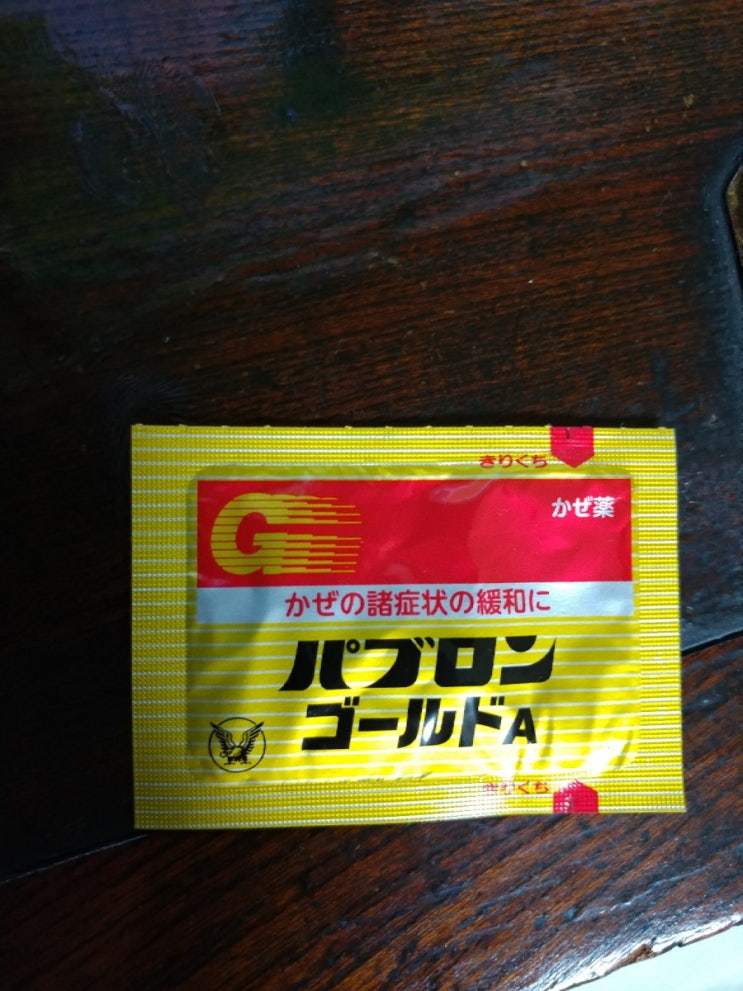 きりくち
G
かぜ薬
かぜの諸症状の緩和に
パブロン
ゴールドA
きりくち